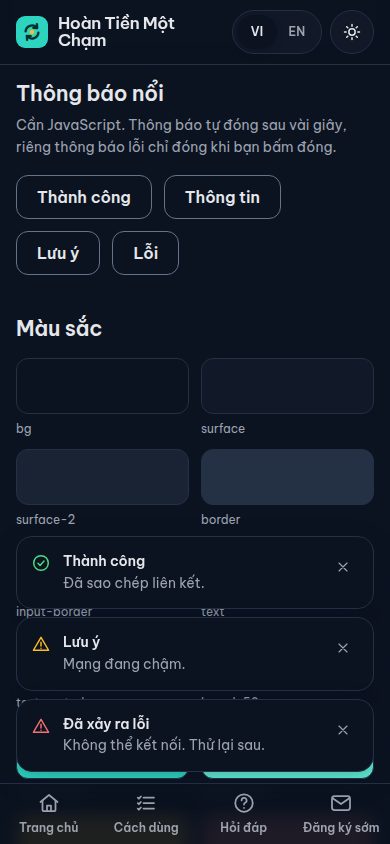 Hoàn Tiền Một
Chạm
VI
EN
Thông báo nổi
Cần JavaScript. Thông báo tự đóng sau vài giây,
riêng thông báo lỗi chỉ đóng khi bạn bấm đóng.
Thành công
Thông tin
Lưu ý
Lỗi
Màu sắc
bg
surface
surface-2
border
Thành công
Đã sao chép liên kết.
input-border
text
Lưu ý
Mạng đang chậm.
Đã xảy ra lỗi
Không thể kết nối. Thử lại sau.
Trang chủ
Cách dùng
Hỏi đáp
Đăng ký sớm